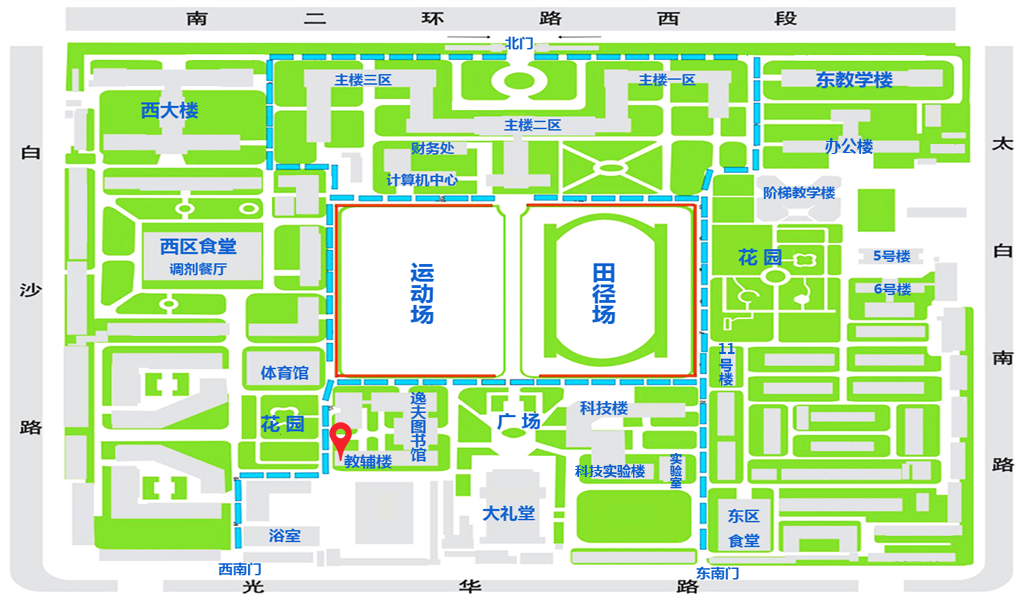 南二环路西段
北门
主楼三区
主楼一区
东教学楼
西大楼
主楼二区
财务处
办公楼
计算机中心
阶梯教学楼
白沙路
太白南路
西区食堂
调剂餐厅
运动场
田径场
花园
5号楼
6号楼
11号楼
体育馆
花园
逸夫图书馆
广场
科技楼
教辅楼
科技实验楼
实验室
大礼堂
浴室
东区
食堂
西南门
东南门
光华路